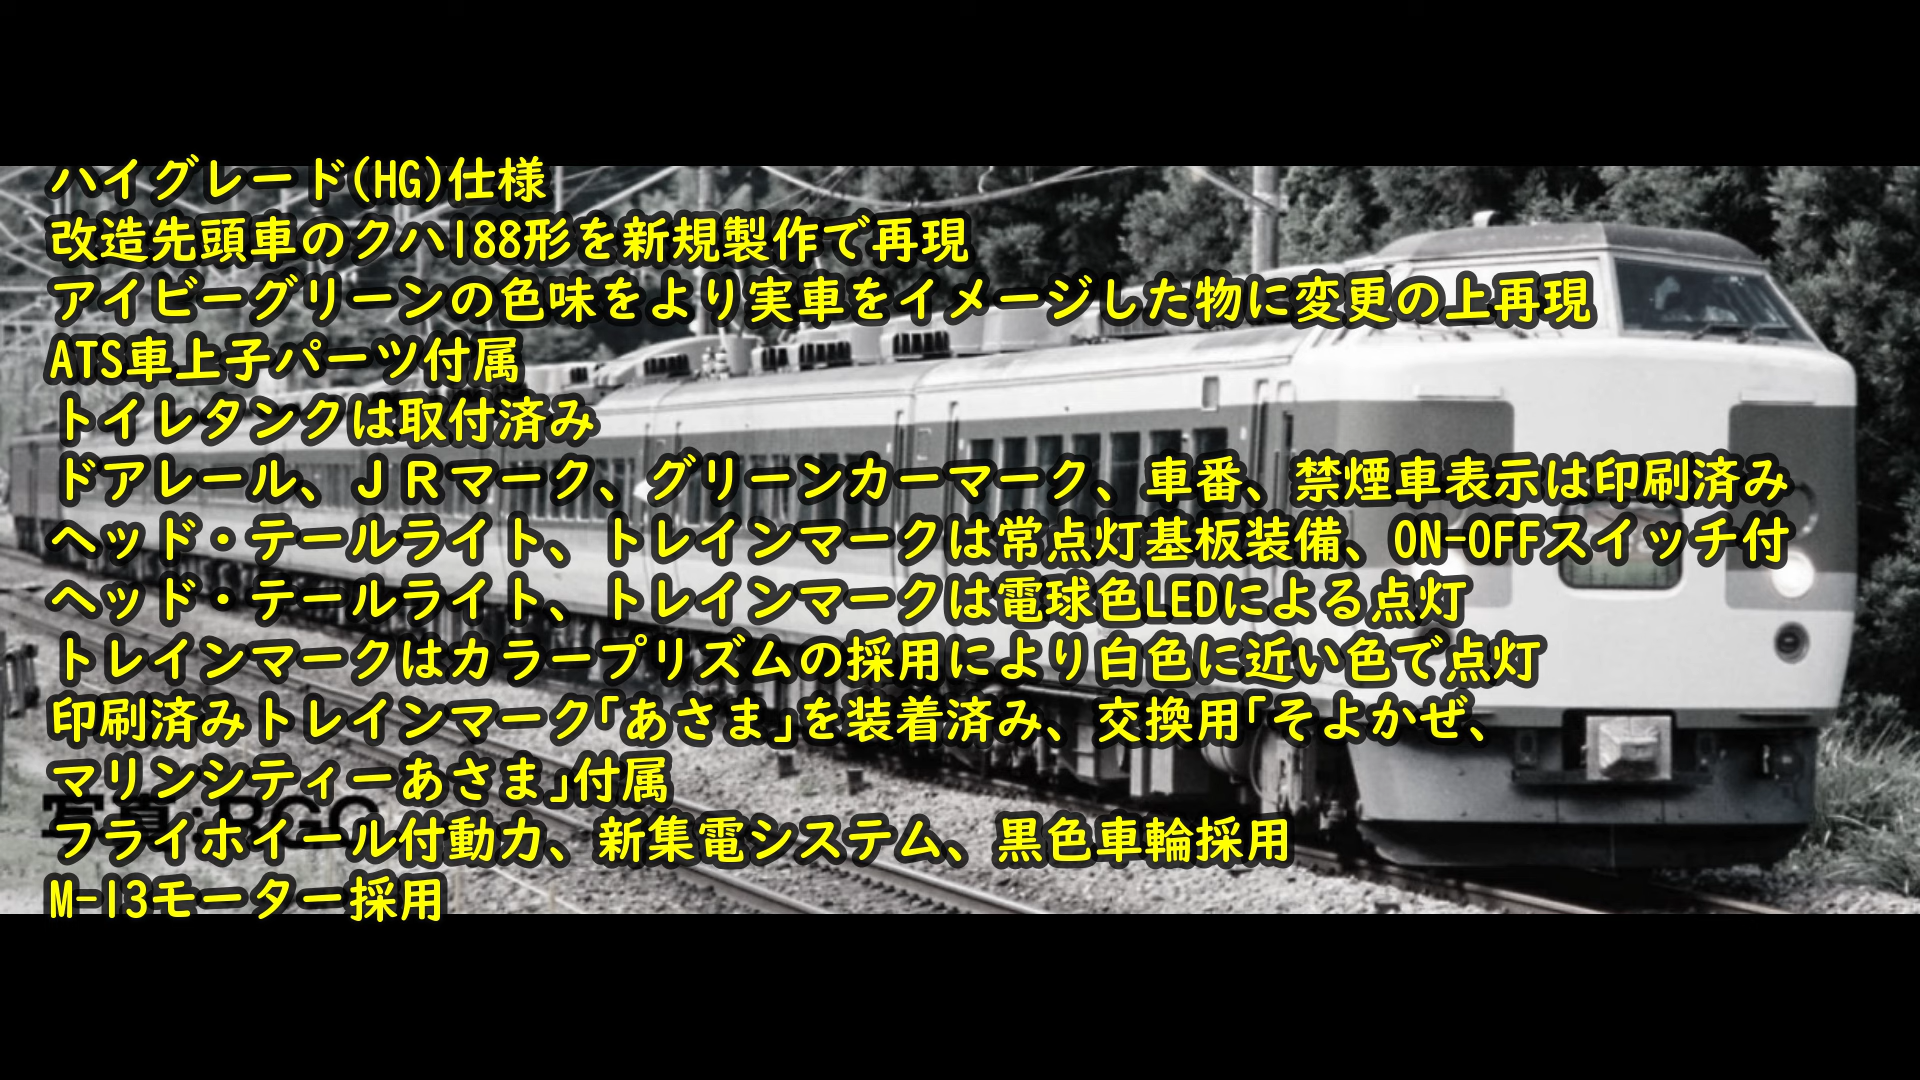 ハイグレード(HG)仕様
改造先頭車のクハ188形を新規製作で再現
アイビーグリーンの色味をより実車をイメージした物に変更の上再現
ATS車上子パーツ付属
トイレタンクは取付済み
ドアレール、ＪＲマーク、グリーンカーマーク、車番、禁煙車表示は印刷済み
ヘッド・テールライト、トレインマークは常点灯基板装備、ON-OFFスイッチ付
ヘッド・テールライト、トレインマークは電球色LEDによる点灯
トレインマークはカラープリズムの採用により白色に近い色で点灯
印刷済みトレインマーク｢あさま｣を装着済み、交換用｢そよかぜ、
マリンシティーあさま｣付属
写真:RGG
フライホイール付動力、新集電システム、黒色車輪採用
M-13モーター採用